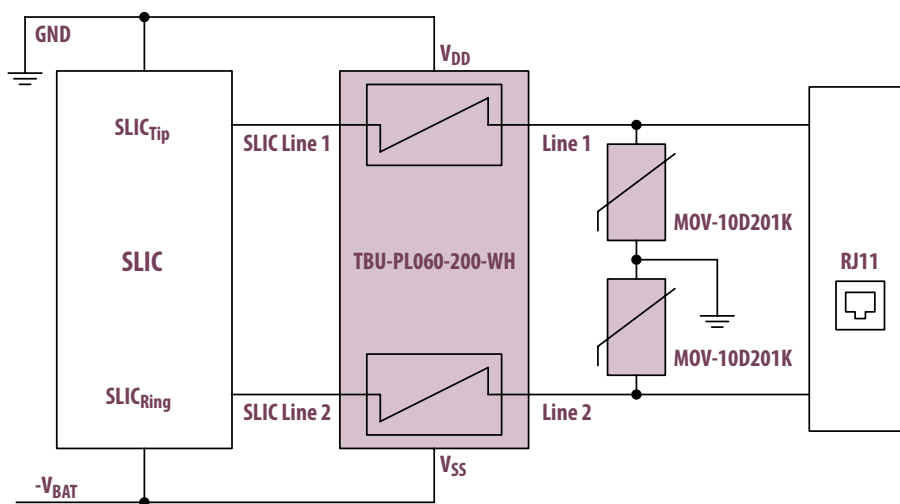 GND
VDD
SLICTip
SLIC Line 1
Line 1
MOV-10D201K
SLIC
TBU-PL060-200-WH
RJ11
MOV-10D201K
SLICRing
SLIC Line 2
Line 2
VSS
-VBAT